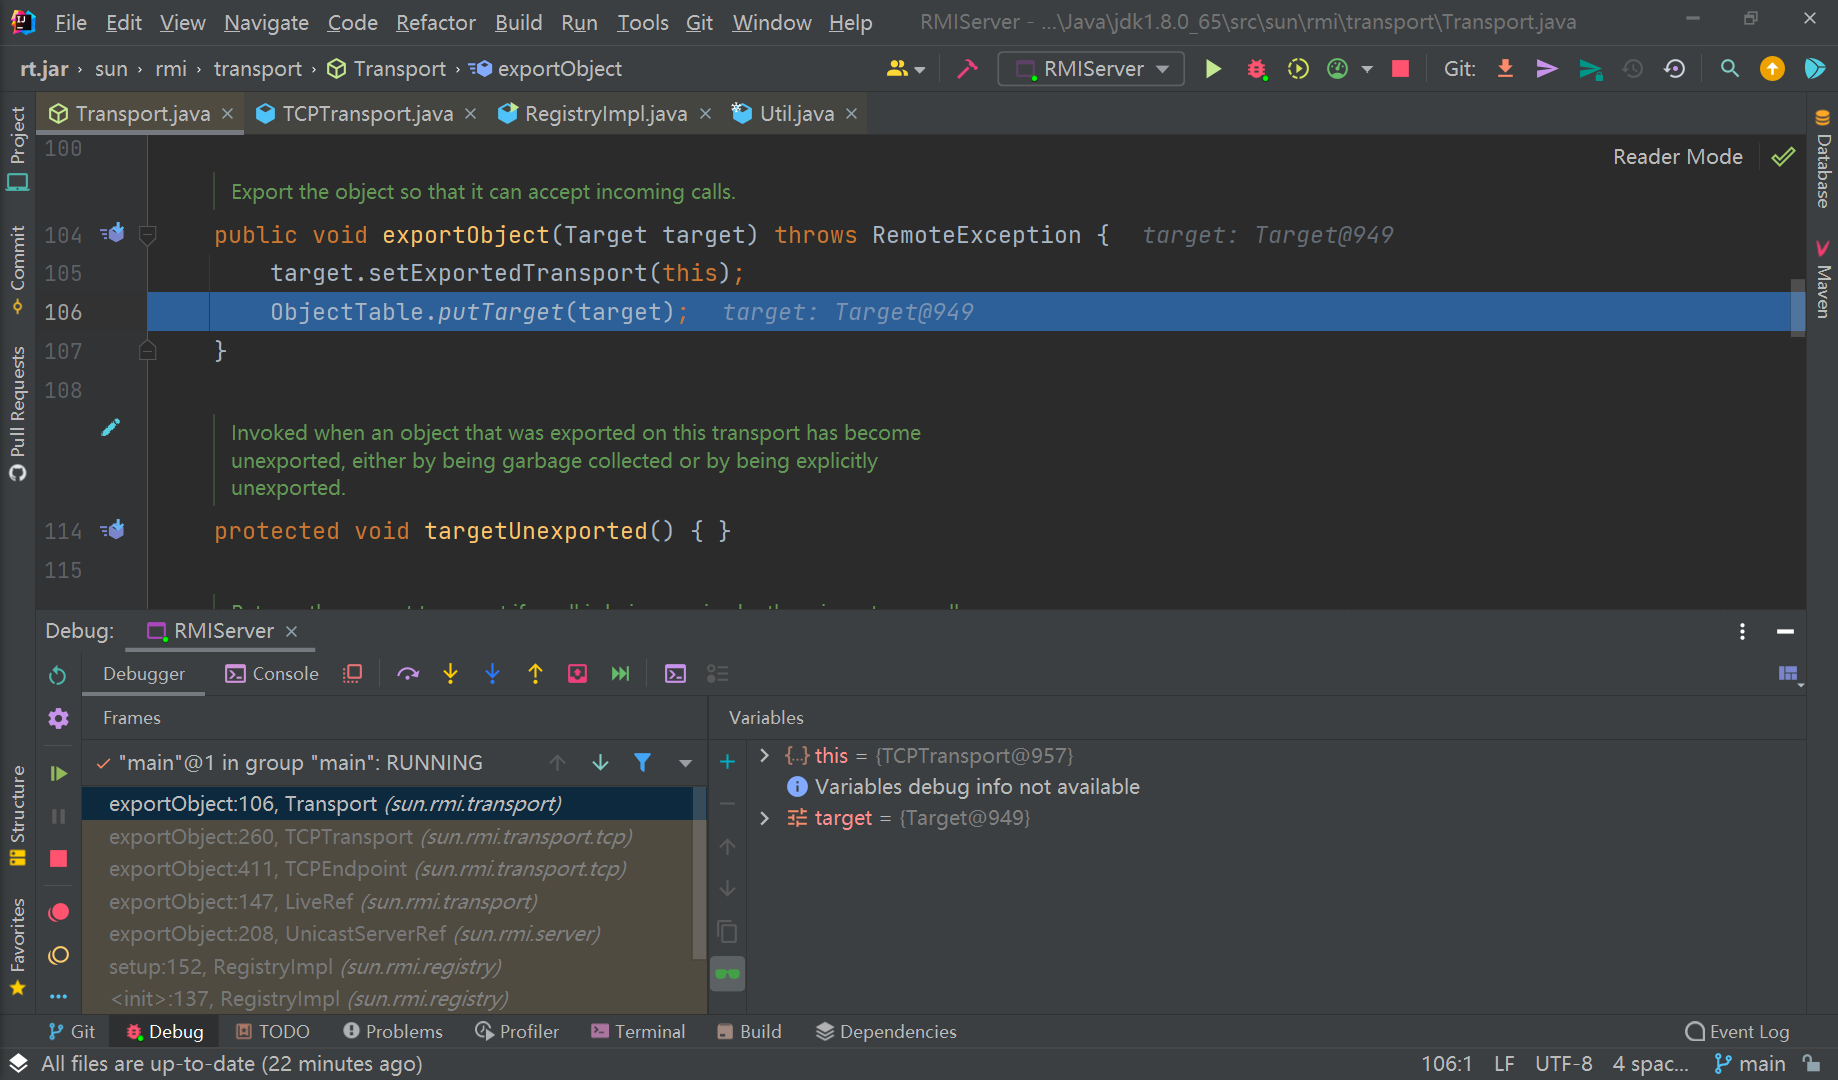 File Edit View Navigate Code Refactor Build Run Tools Git Window Help RMIServer - ...\Java\jdk1.8.0_65\src\sun\rmi\transport\Transport.java
rt.jar › sun › rmi › transport › Transport › exportObject
RMIServer
Git:
Transport.java TCPTransport.java RegistryImpl.java Util.java
Reader Mode
100
Export the object so that it can accept incoming calls.
104 public void exportObject(Target target) throws RemoteException { target: Target@949
105 target.setExportedTransport(this);
106 ObjectTable.putTarget(target); target: Target@949
107 }
108
Invoked when an object that was exported on this transport has become
unexported, either by being garbage collected or by being explicitly
unexported.
114 protected void targetUnexported() { }
115
Project
Commit
Pull Requests
Structure
Favorites
Database
Maven
Debug: RMIServer
Debugger Console
Frames
Variables
"main"@1 in group "main": RUNNING
exportObject:106, Transport (sun.rmi.transport)
exportObject:260, TCPTransport (sun.rmi.transport.tcp)
exportObject:411, TCPEndpoint (sun.rmi.transport.tcp)
exportObject:147, LiveRef (sun.rmi.transport)
exportObject:208, UnicastServerRef (sun.rmi.server)
setup:152, RegistryImpl (sun.rmi.registry)
<init>:137, RegistryImpl (sun.rmi.registry)
this = {TCPTransport@957}
Variables debug info not available
target = {Target@949}
Git Debug TODO Problems Profiler Terminal Build Dependencies Event Log
All files are up-to-date (22 minutes ago) 106:1 LF UTF-8 4 spac... main